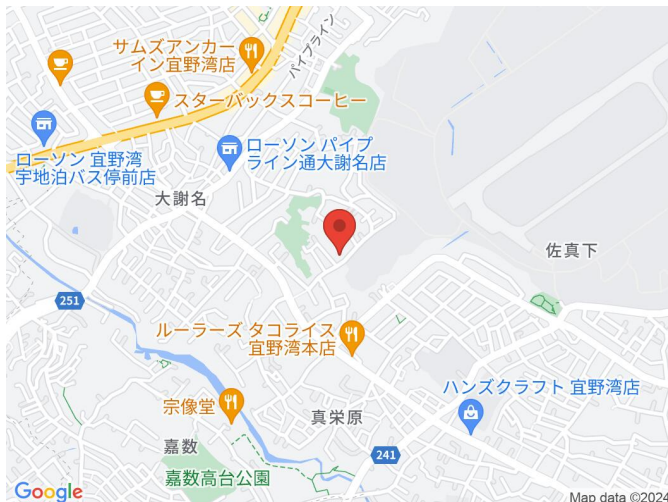 サムズアンカー
イン宜野湾店
パイプライン
スターバックスコーヒー
ローソン パイプ
ライン通大謝名店
ローソン 宜野湾
宇地泊バス停前店
大謝名
佐真下
251
ルーラーズ タコライス
宜野湾本店
ハンズクラフト 宜野湾店
宗像堂
真栄原
嘉数
241
嘉数高台公園
Google
Map data ©2024